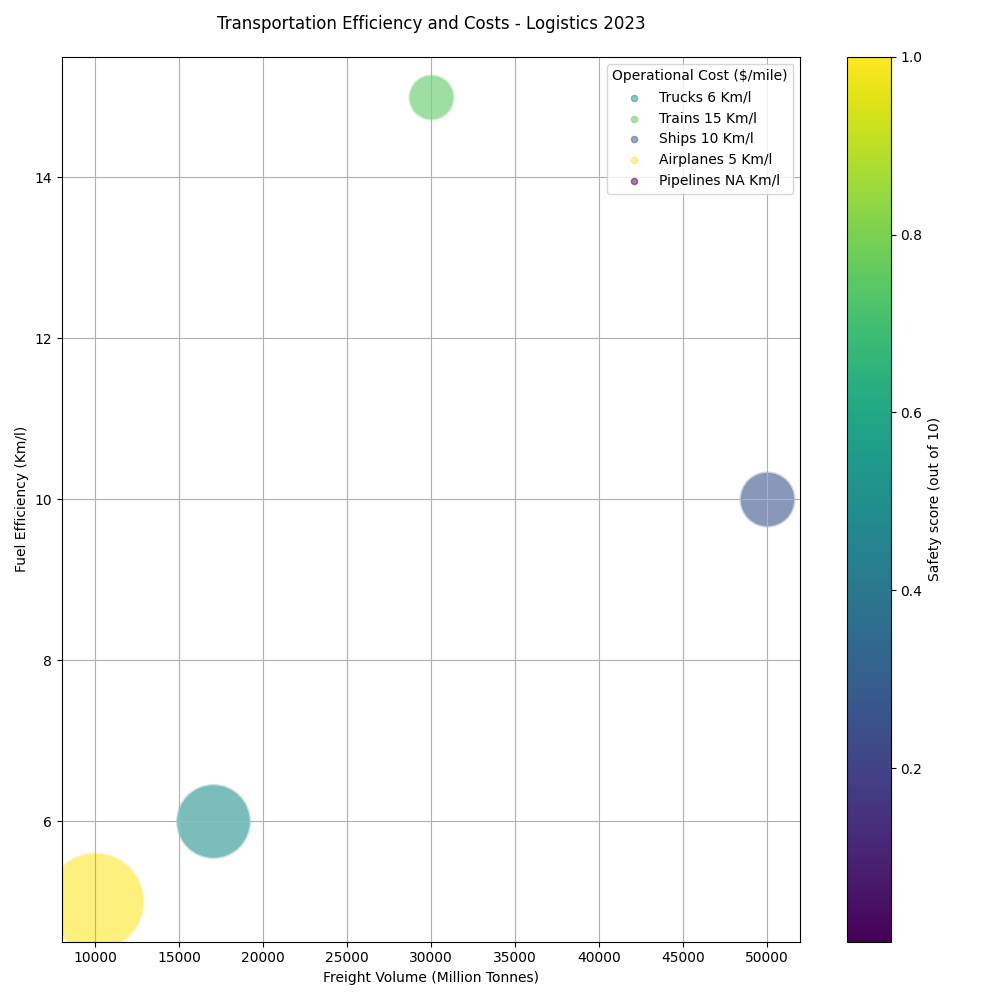 Transportation Efficiency and Costs - Logistics 2023
Operational Cost ($/mile)
Trucks 6 Km/l
Trains 15 Km/l
Ships 10 Km/l
Airplanes 5 Km/l
Pipelines NA Km/l
Fuel Efficiency (Km/l)
14
12
10
8
6
10000 15000 20000 25000 30000 35000 40000 45000 50000
Freight Volume (Million Tonnes)
1.0
0.8
0.6
0.4
0.2
Safety score (out of 10)